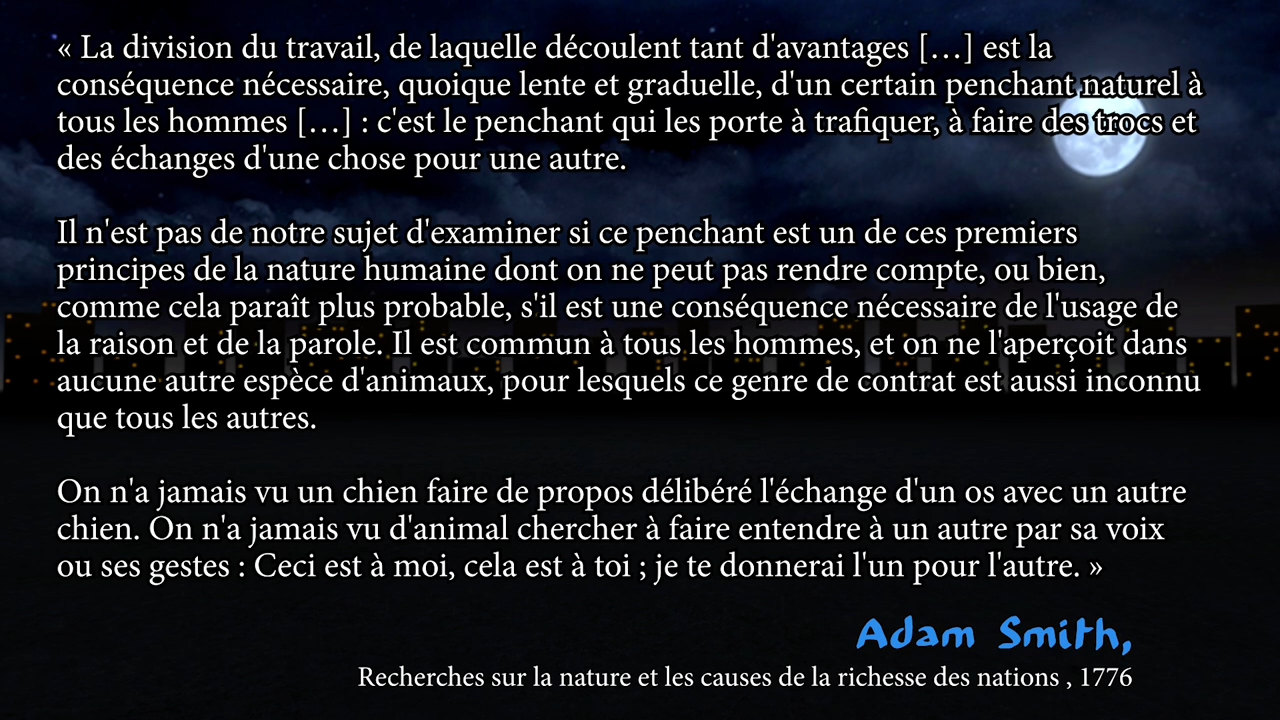 « La division du travail, de laquelle découlent tant d'avantages […] est la
conséquence nécessaire, quoique lente et graduelle, d'un certain penchant naturel à
tous les hommes […] : c'est le penchant qui les porte à trafiquer, à faire des trocs et
des échanges d'une chose pour une autre.
Il n'est pas de notre sujet d'examiner si ce penchant est un de ces premiers
principes de la nature humaine dont on ne peut pas rendre compte, ou bien,
comme cela paraît plus probable, s'il est une conséquence nécessaire de l'usage de
la raison et de la parole. Il est commun à tous les hommes, et on ne l'aperçoit dans
aucune autre espèce d'animaux, pour lesquels ce genre de contrat est aussi inconnu
que tous les autres.
On n'a jamais vu un chien faire de propos délibéré l'échange d'un os avec un autre
chien. On n'a jamais vu d'animal chercher à faire entendre à un autre par sa voix
ou ses gestes : Ceci est à moi, cela est à toi ; je te donnerai l'un pour l'autre. »
Adam Smith,
Recherches sur la nature et les causes de la richesse des nations , 1776